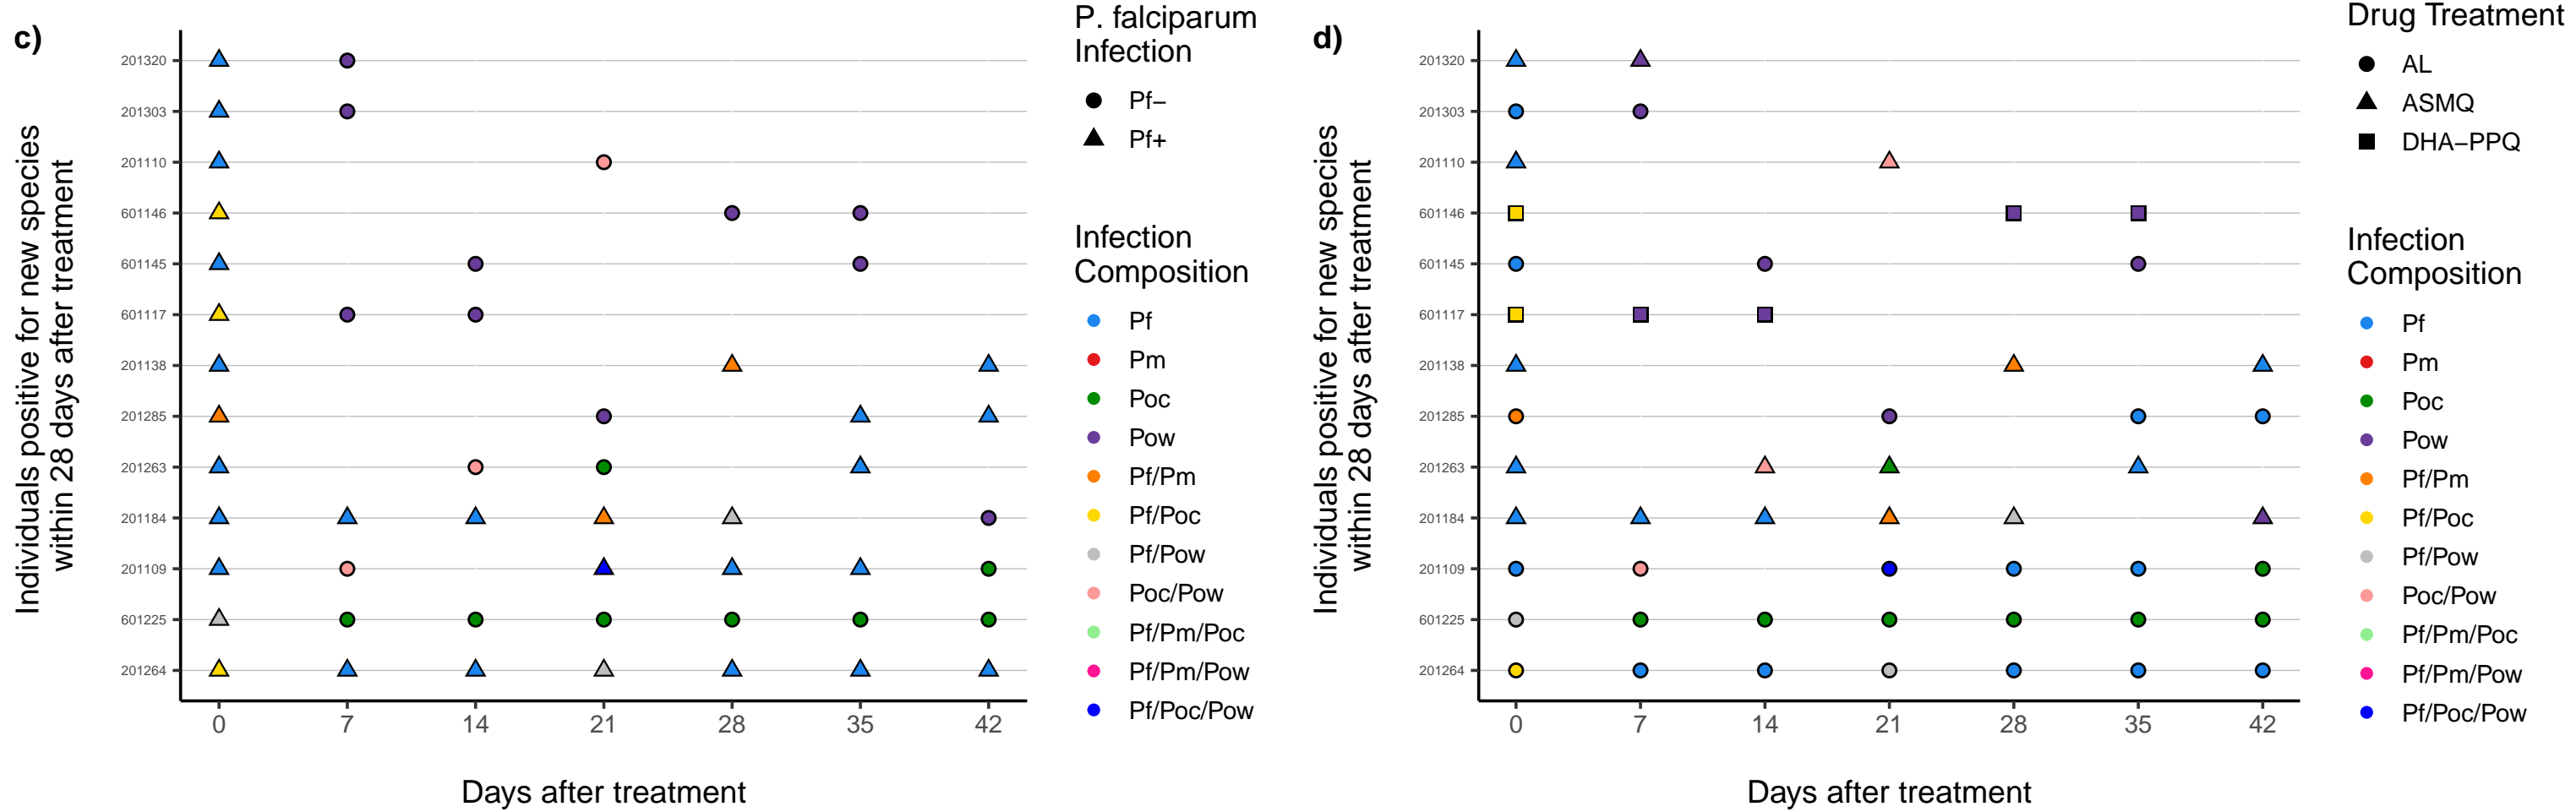 c)
Individuals positive for new species
within 28 days after treatment
201320
201303
201110
601146
601145
601117
201138
201285
201263
201184
201109
601225
201264
0 7 14 21 28 35 42
Days after treatment
P. falciparum
Infection
Pf−
Pf+
Infection
Composition
Pf
Pm
Poc
Pow
Pf/Pm
Pf/Poc
Pf/Pow
Poc/Pow
Pf/Pm/Poc
Pf/Pm/Pow
Pf/Poc/Pow
d)
Individuals positive for new species
within 28 days after treatment
201320
201303
201110
601146
601145
601117
201138
201285
201263
201184
201109
601225
201264
0 7 14 21 28 35 42
Days after treatment
Drug Treatment
AL
ASMQ
DHA−PPQ
Infection
Composition
Pf
Pm
Poc
Pow
Pf/Pm
Pf/Poc
Pf/Pow
Poc/Pow
Pf/Pm/Poc
Pf/Pm/Pow
Pf/Poc/Pow